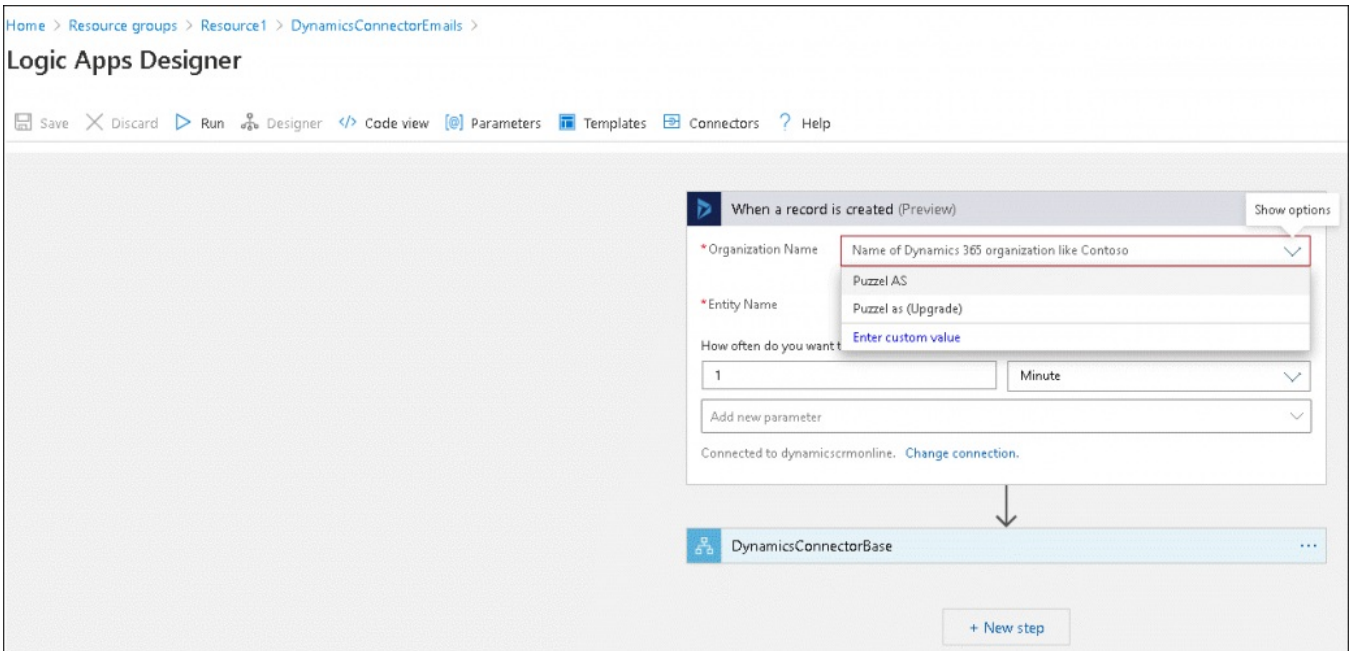 Home > Resource groups > Resource1 > DynamicsConnectorEmails >
Logic Apps Designer
Save Discard Run Designer </> Code view [@] Parameters Templates Connectors ? Help
When a record is created (Preview)
Show options
*Organization Name
Name of Dynamics 365 organization like Contoso
Puzzel AS
*Entity Name
Puzzel as (Upgrade)
Enter custom value
How often do you want t
1 Minute
Add new parameter
Connected to dynamicscrmonline. Change connection.
DynamicsConnectorBase ...
+ New step